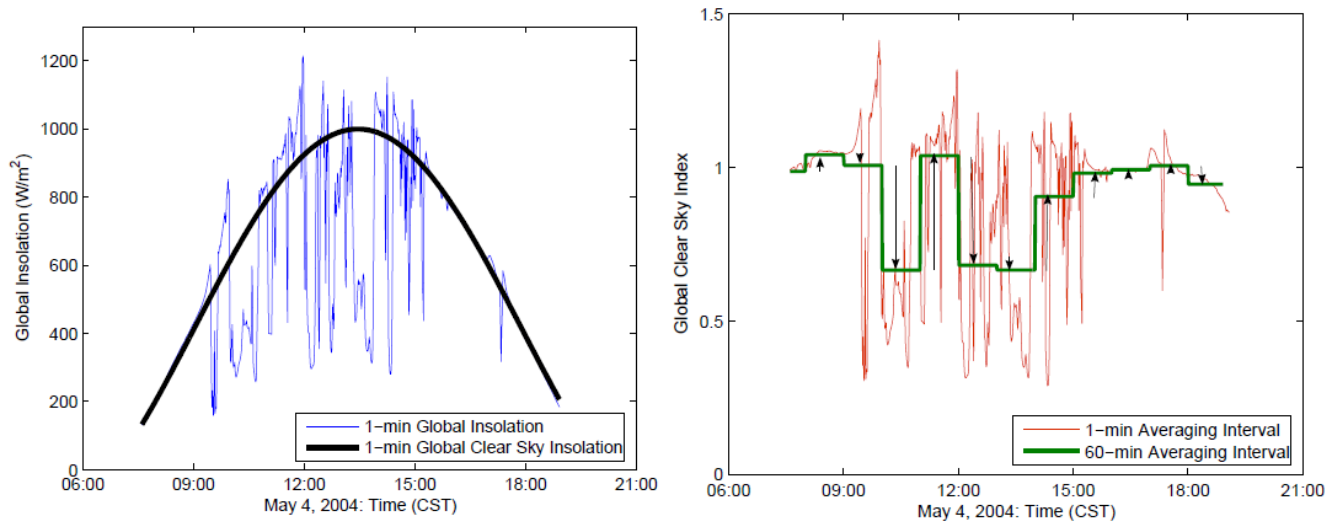 1200
1000
800
600
400
200
0
Global Insolation (W/m²)
1−min Global Insolation
1−min Global Clear Sky Insolation
06:00 09:00 12:00 15:00 18:00 21:00
May 4, 2004: Time (CST)
1.5
1
0.5
0
Global Clear Sky Index
1−min Averaging Interval
60−min Averaging Interval
06:00 09:00 12:00 15:00 18:00 21:00
May 4, 2004: Time (CST)